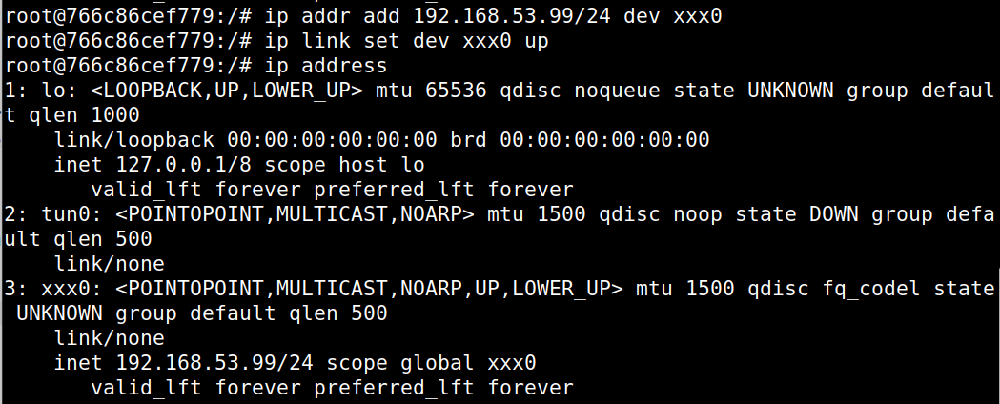 root@766c86cef779:/# ip addr add 192.168.53.99/24 dev xxx0
root@766c86cef779:/# ip link set dev xxx0 up
root@766c86cef779:/# ip address
1: lo: <LOOPBACK,UP,LOWER_UP> mtu 65536 qdisc noqueue state UNKNOWN group defaul
t qlen 1000
    link/loopback 00:00:00:00:00:00 brd 00:00:00:00:00:00
    inet 127.0.0.1/8 scope host lo
       valid_lft forever preferred_lft forever
2: tun0: <POINTOPOINT,MULTICAST,NOARP> mtu 1500 qdisc noop state DOWN group defa
ult qlen 500
    link/none
3: xxx0: <POINTOPOINT,MULTICAST,NOARP,UP,LOWER_UP> mtu 1500 qdisc fq_codel state
 UNKNOWN group default qlen 500
    link/none
    inet 192.168.53.99/24 scope global xxx0
       valid_lft forever preferred_lft forever